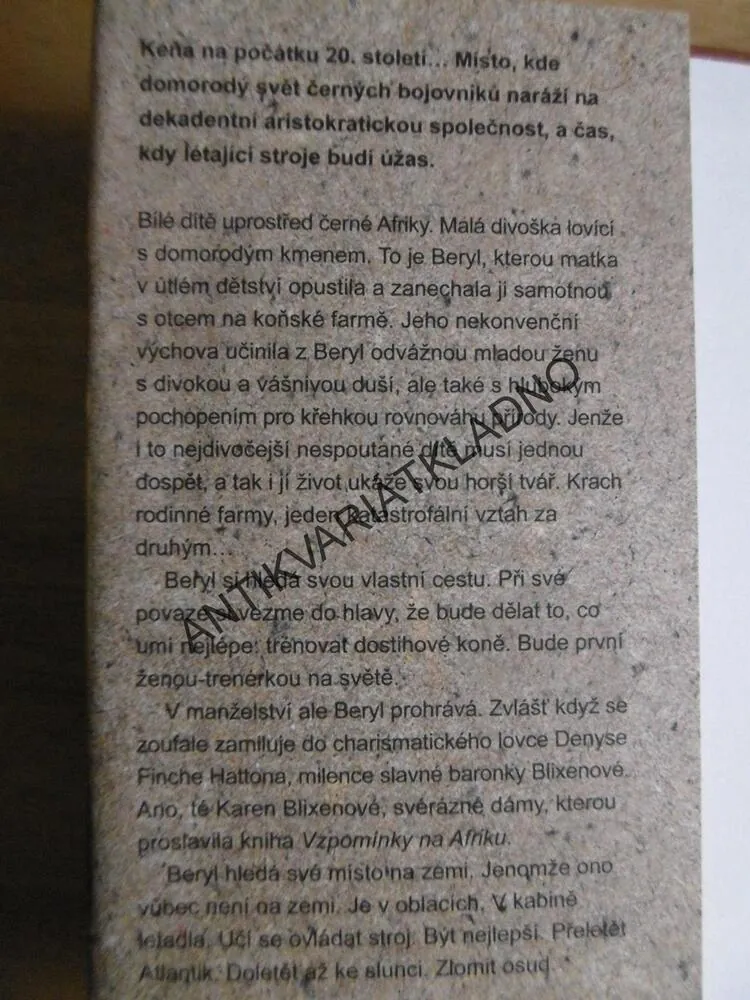 Keňa na počátku 20. století... Místo, kde
domorodý svět černých bojovníků naráží na
dekadentní aristokratickou společnost, a čas,
kdy létající stroje budí úžas.
Bílé dítě uprostřed černé Afriky. Malá divoška lovící
s domorodým kmenem. To je Beryl, kterou matka
v útlém dětství opustila a zanechala ji samotnou
s otcem na koňské farmě. Jeho nekonvenční
výchova učinila z Beryl odvážnou mladou ženu
s divokou a vášnivou duší, ale také s hlubokým
pochopením pro křehkou rovnováhu přírody. Jenže
i to nejdivočejší nespoutané dítě musí jednou
dospět, a tak i jí život ukáže svou horší tvář. Krach
rodinné farmy, jeden katastrofální vztah za
druhým...
Beryl si hledá svou vlastní cestu. Při své
povaze si vezme do hlavy, že bude dělat to, co
umí nejlépe: trénovat dostihové koně. Bude první
ženou-trenérkou na světě.
V manželství ale Beryl prohrává. Zvlášť když se
zoufale zamiluje do charismatického lovce Denyse
Finche Hattona, milence slavné baronky Blixenové.
Ano, té Karen Blixenové, svérázné dámy, kterou
proslavila kniha Vzpomínky na Afriku.
Beryl hledá své místo na zemi. Jenomže ono
vůbec není na zemi. Je v oblacích. V kabině
letadla. Učí se ovládat stroj. Být nejlepší. Přeletět
Atlantik. Doletět až ke slunci. Zlomit osud
ANTIKVARIATKLADNO